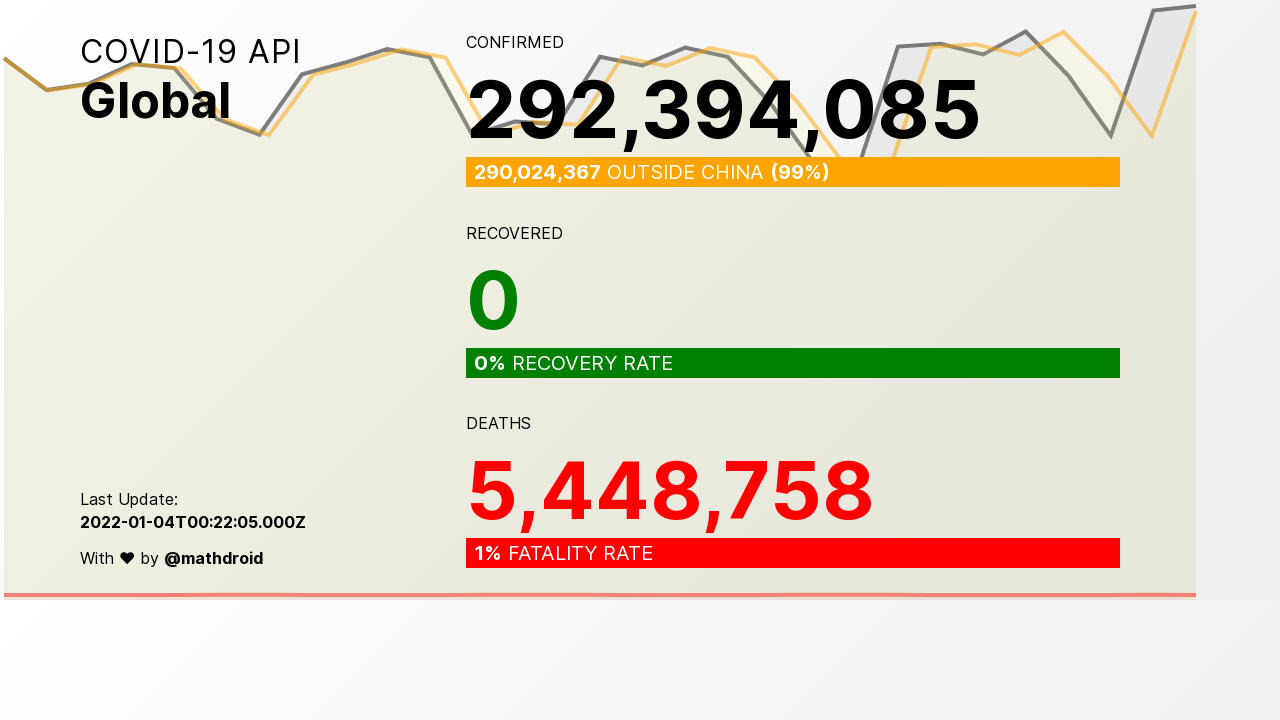 COVID-19 API
Global
CONFIRMED
292,394,085
290,024,367 OUTSIDE CHINA (99%)
RECOVERED
0
0% RECOVERY RATE
DEATHS
5,448,758
1% FATALITY RATE
Last Update:
2022-01-04T00:22:05.000Z
With ♥ by @mathdroid